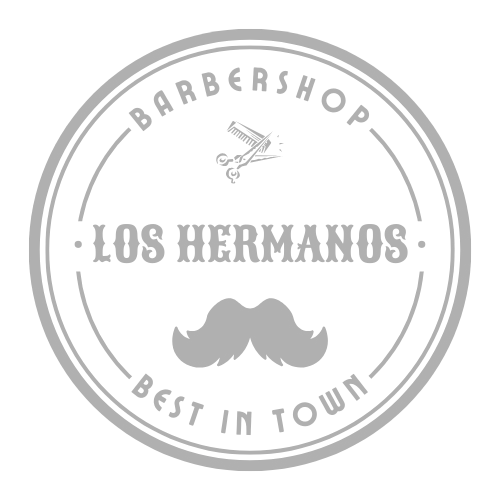 BARBERSHOP
· LOS HERMANOS ·
BEST IN TOWN